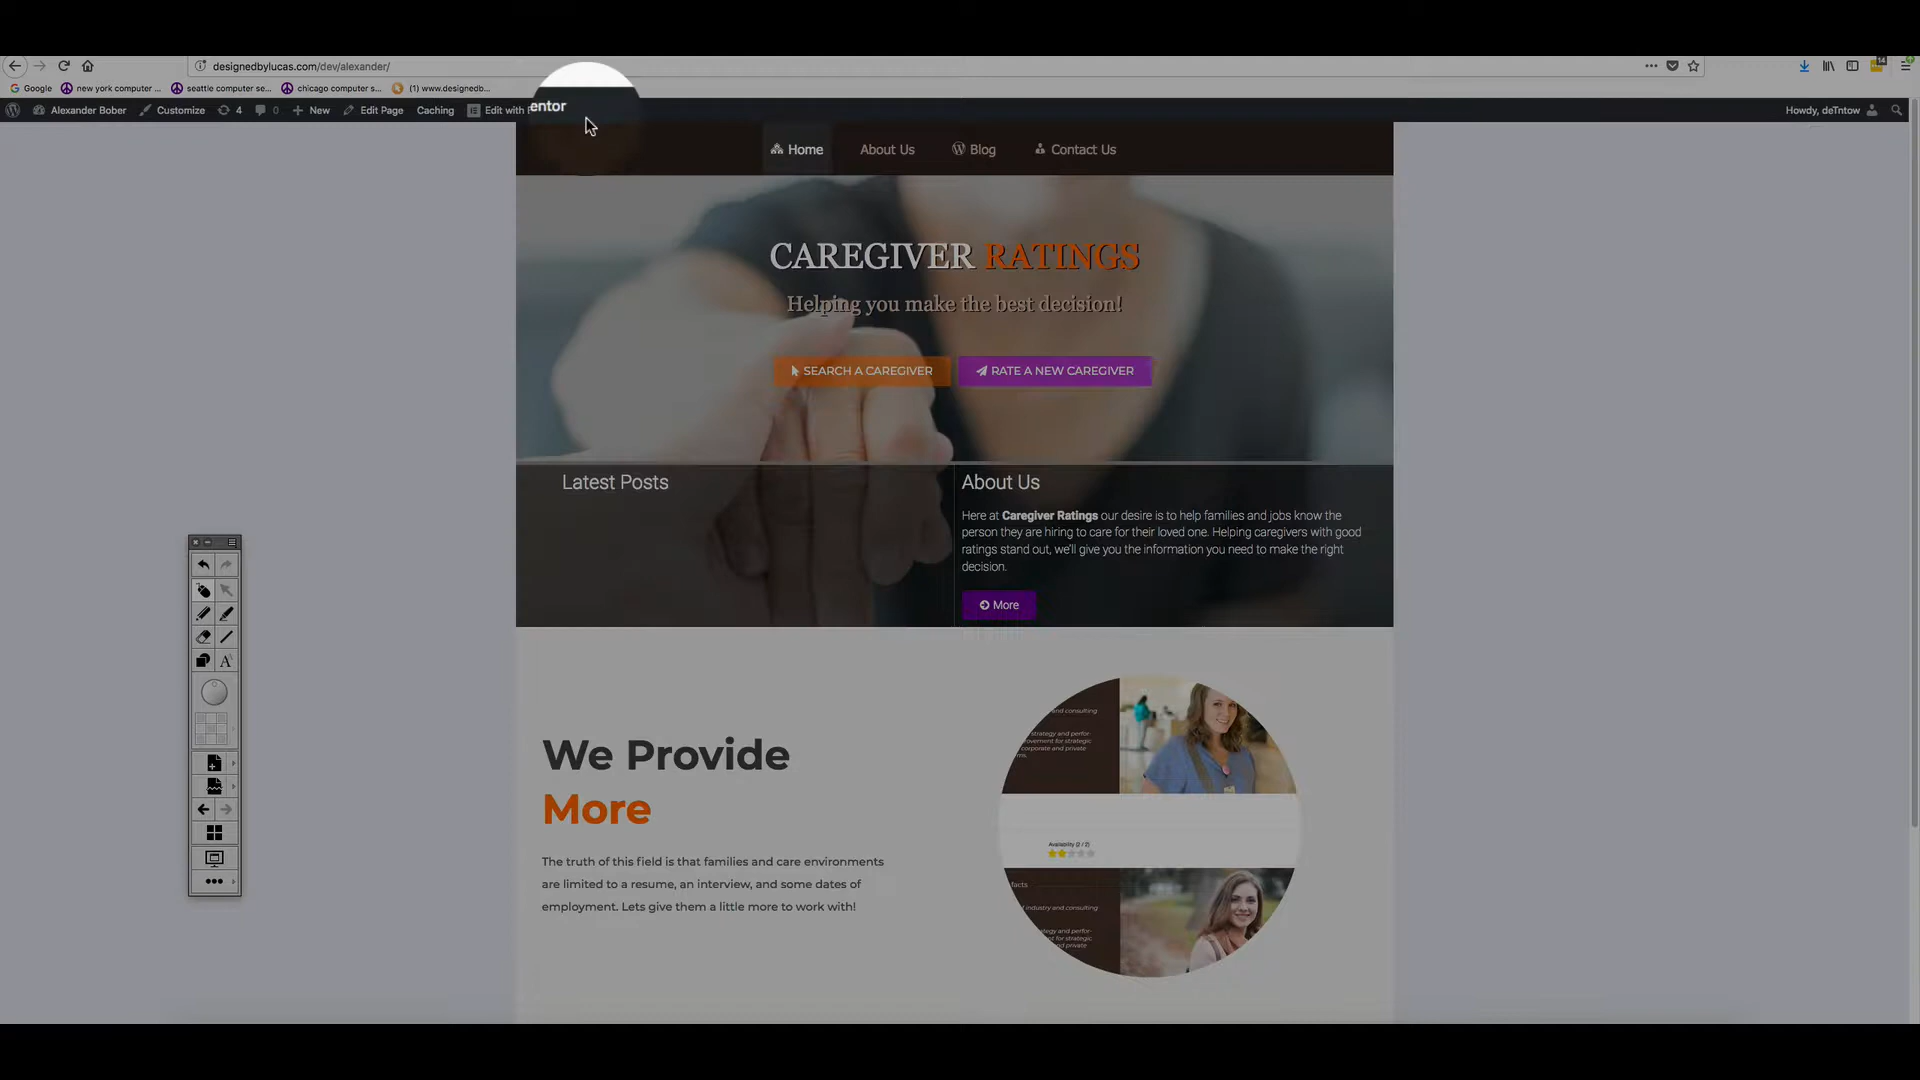 designedbylucas.com/dev/alexander/
Google new york computer ... seattle computer se... chicago computer s... (1) www.designedb...
14
Alexander Bober Customize 4 0 New Edit Page Caching Edit with entor Howdy, deTntow
Home About Us Blog Contact Us
CAREGIVER RATINGS
Helping you make the best decision!
SEARCH A CAREGIVER RATE A NEW CAREGIVER
Latest Posts
About Us
Here at Caregiver Ratings our desire is to help families and jobs know the
person they are hiring to care for their loved one. Helping caregivers with good
ratings stand out, we'll give you the information you need to make the right
decision.
More
We Provide
More
The truth of this field is that families and care environments
are limited to a resume, an interview, and some dates of
employment. Lets give them a little more to work with!
and consulting
strategy and perfor-
vement for strategic
corporate and private
Availability (2 / 2)
facts
l industry and consulting
ategy and perfor-
nt for strategic
and private